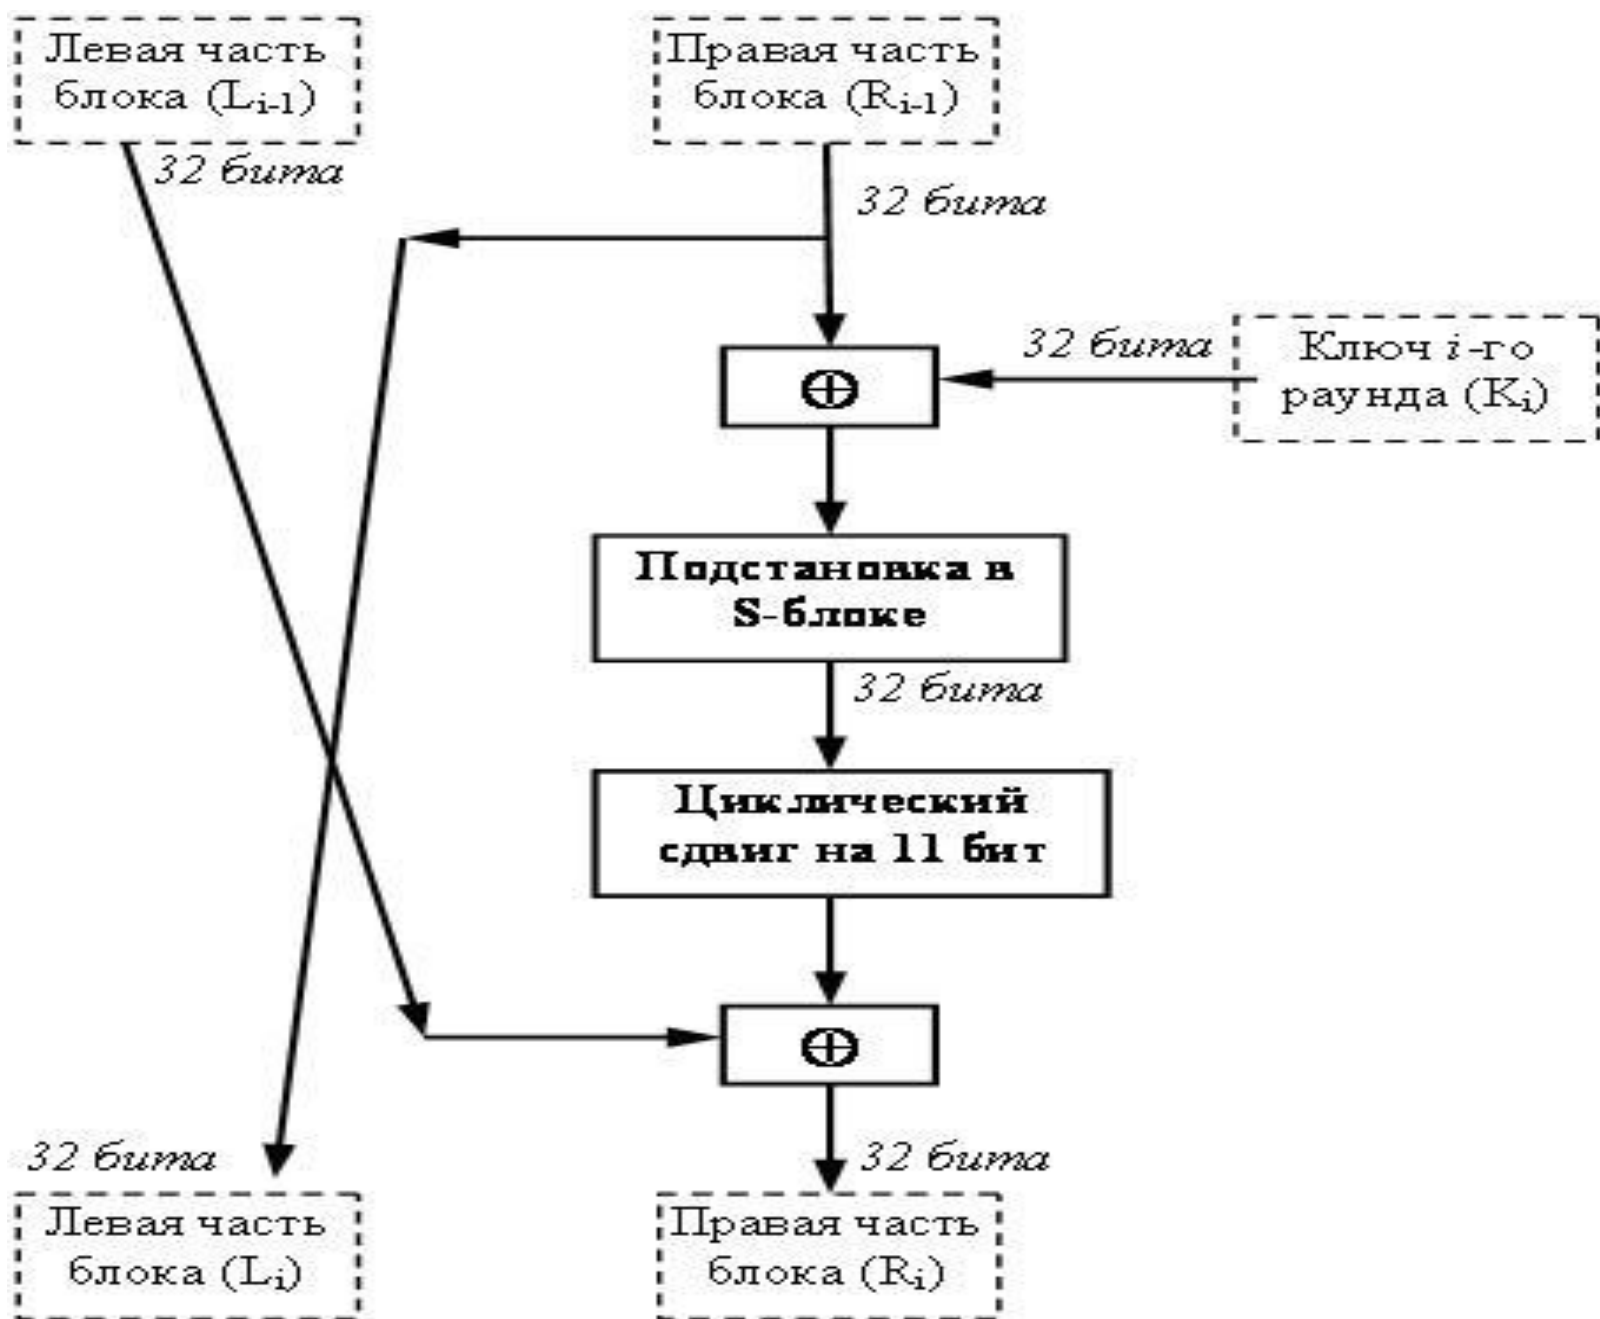 Левая часть
блока (Lᵢ₋₁)
Правая часть
блока (Rᵢ₋₁)
32 бита
32 бита
32 бита
Ключ i-го
раунда (Kᵢ)
⊕
Подстановка в
S-блоке
32 бита
Циклический
сдвиг на 11 бит
⊕
32 бита
32 бита
Левая часть
блока (Lᵢ)
Правая часть
блока (Rᵢ)